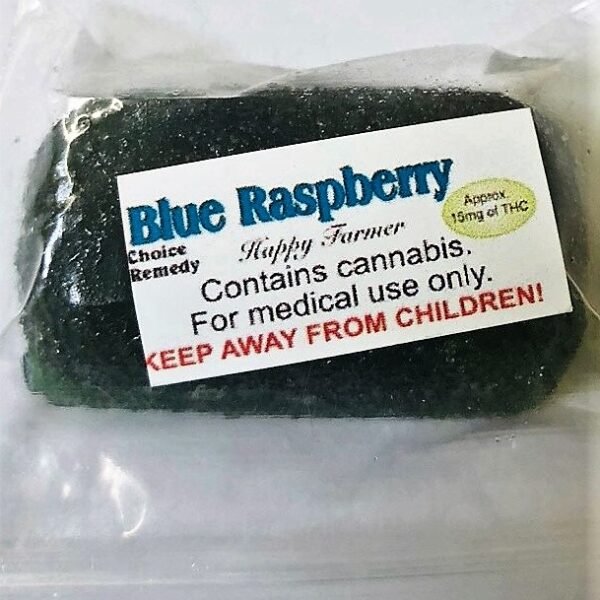 Blue Raspberry
Approx
15mg of THC
Choice
Remedy
Happy Farmer
Contains cannabis.
For medical use only.
KEEP AWAY FROM CHILDREN!